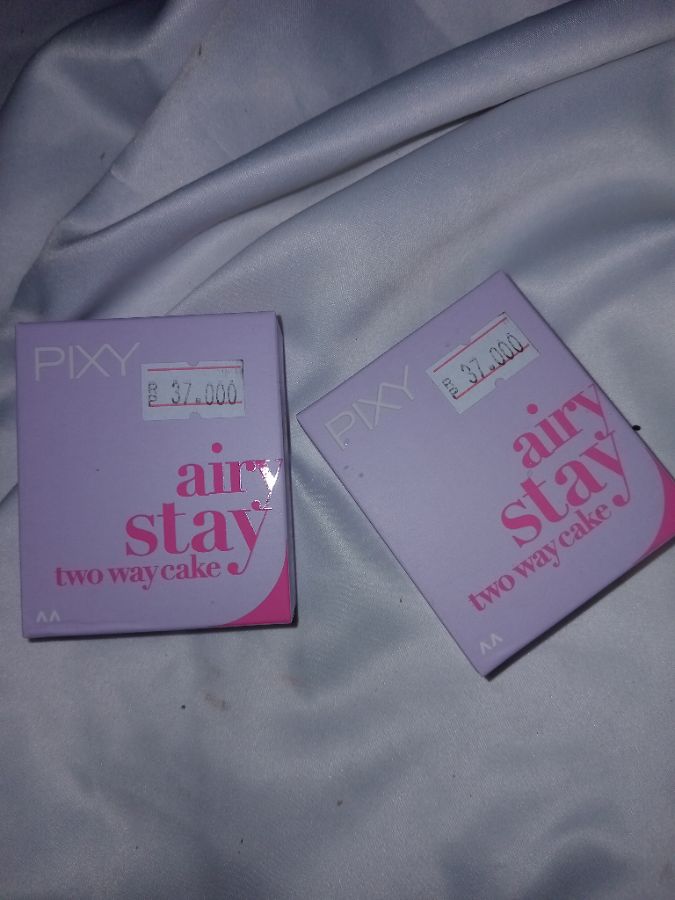 PIXY
Rp 37.000
airy
stay
two way cake
PIXY
Rp 37.000
airy
stay
two way cake